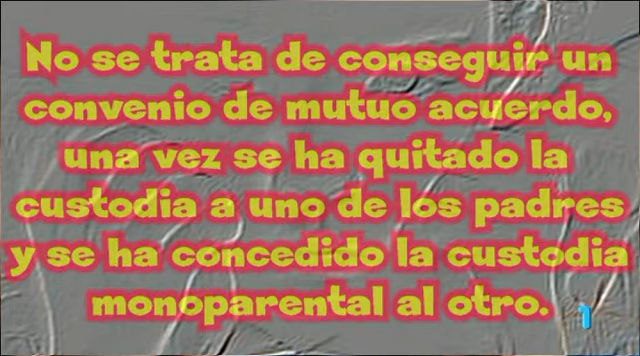 No se trata de conseguir un
convenio de mutuo acuerdo,
una vez se ha quitado la
custodia a uno de los padres
y se ha concedido la custodia
monoparental al otro.
1